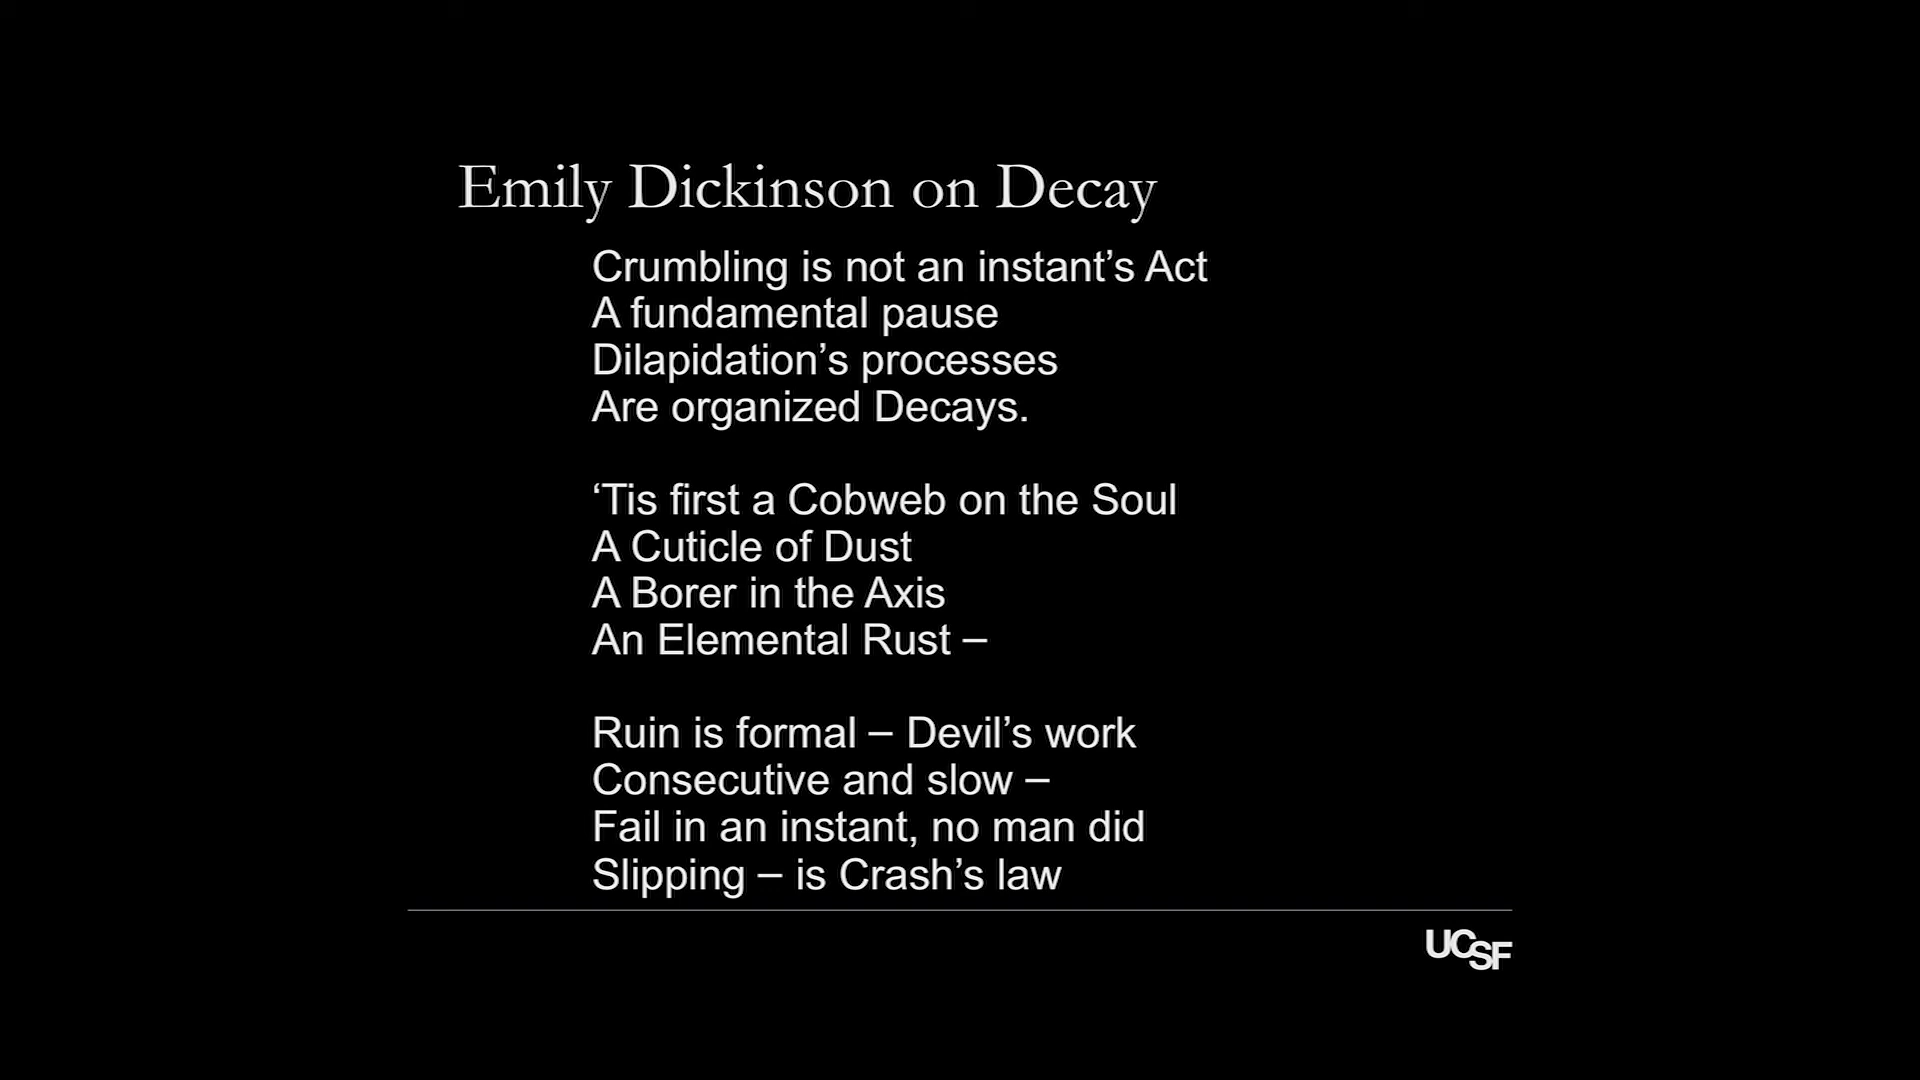 Emily Dickinson on Decay
Crumbling is not an instant’s Act
A fundamental pause
Dilapidation’s processes
Are organized Decays.
‘Tis first a Cobweb on the Soul
A Cuticle of Dust
A Borer in the Axis
An Elemental Rust –
Ruin is formal – Devil’s work
Consecutive and slow –
Fail in an instant, no man did
Slipping – is Crash’s law
UCSF